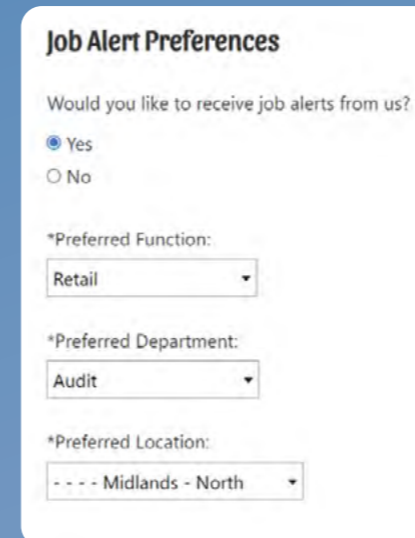 Job Alert Preferences
Would you like to receive job alerts from us?
Yes
No
*Preferred Function:
Retail
*Preferred Department:
Audit
*Preferred Location:
- - - - Midlands - North